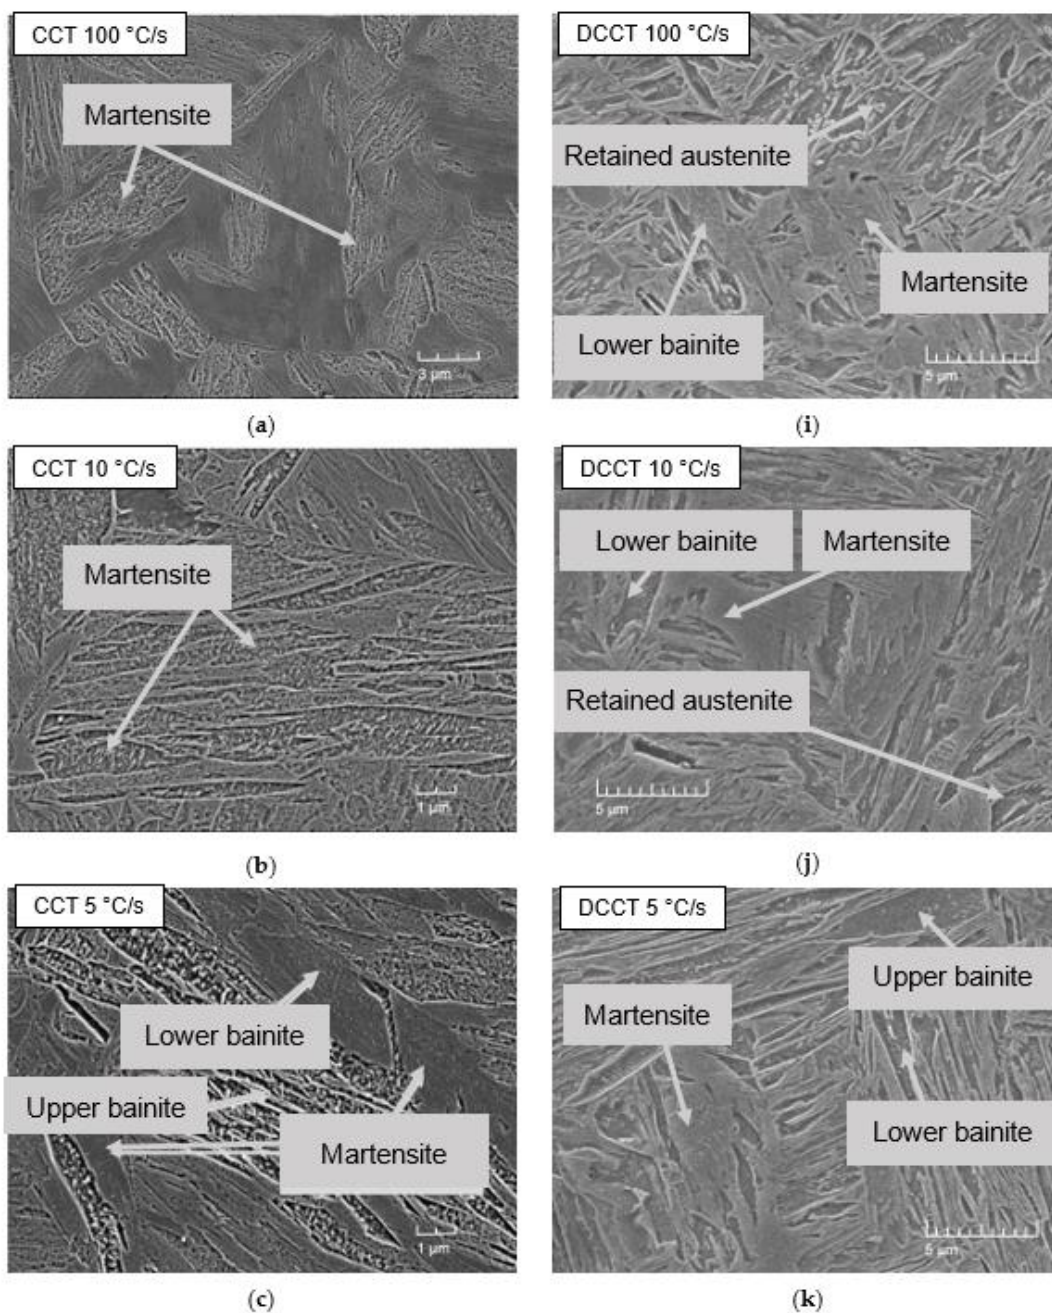 CCT 100 °C/s
Martensite
3 μm
(a)
DCCT 100 °C/s
Retained austenite
Martensite
Lower bainite
5 μm
(i)
CCT 10 °C/s
Martensite
1 μm
(b)
DCCT 10 °C/s
Lower bainite
Martensite
Retained austenite
5 μm
(j)
CCT 5 °C/s
Lower bainite
Upper bainite
Martensite
1 μm
(c)
DCCT 5 °C/s
Upper bainite
Martensite
Lower bainite
5 μm
(k)